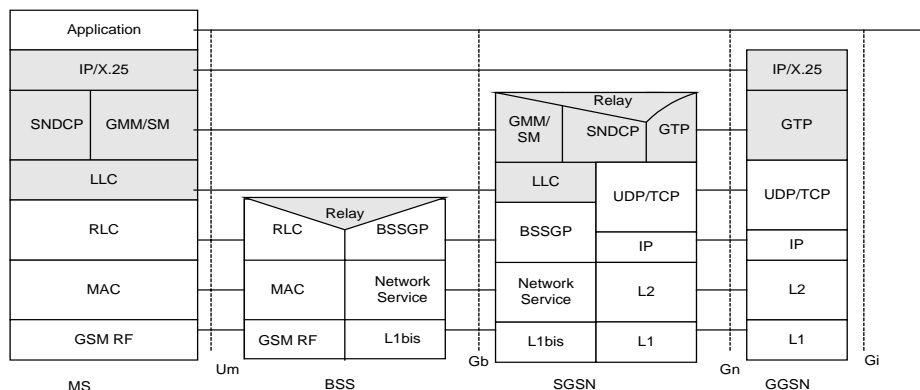 Application
IP/X.25
SNDCP
GMM/SM
LLC
RLC
MAC
GSM RF
MS
Um
Relay
RLC
BSSGP
MAC
Network
Service
GSM RF
L1bis
BSS
Gb
Relay
GMM/
SM
SNDCP
GTP
LLC
UDP/TCP
BSSGP
IP
Network
Service
L2
L1bis
L1
SGSN
Gn
IP/X.25
GTP
UDP/TCP
IP
L2
L1
GGSN
Gi